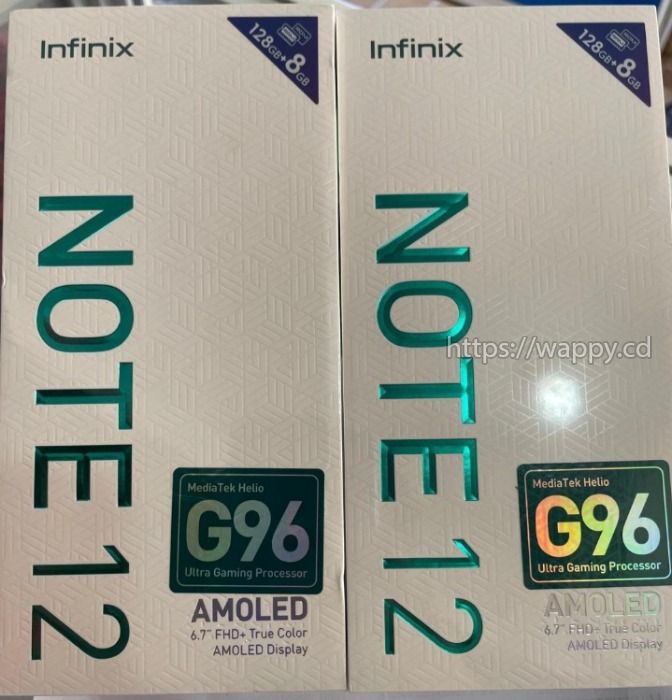 Infinix
128GB+8GB
NOTE 12
MediaTek Helio
G96
Ultra Gaming Processor
AMOLED
6.7" FHD+ True Color
AMOLED Display
Infinix
128GB+8GB
NOTE 12
https://wappy.cd
MediaTek Helio
G96
Ultra Gaming Processor
AMOLED
6.7" FHD+ True Color
AMOLED Display